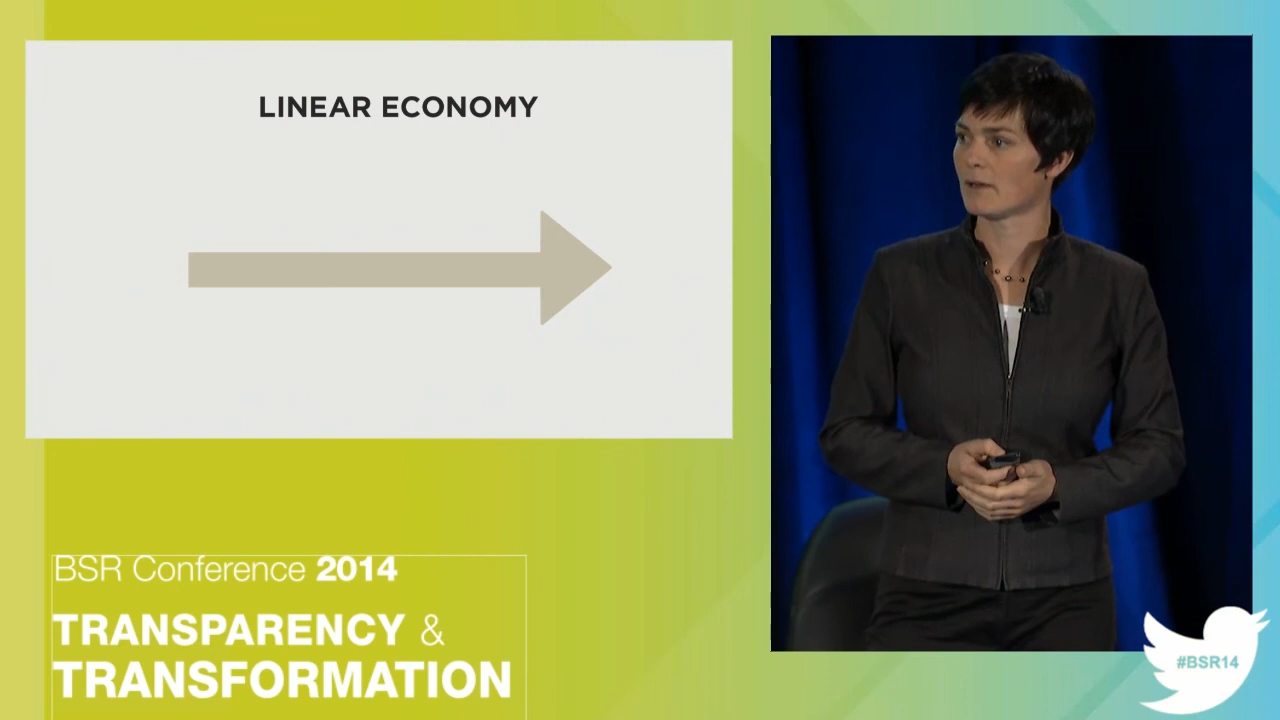 LINEAR ECONOMY
BSR Conference 2014
TRANSPARENCY &
TRANSFORMATION
#BSR14